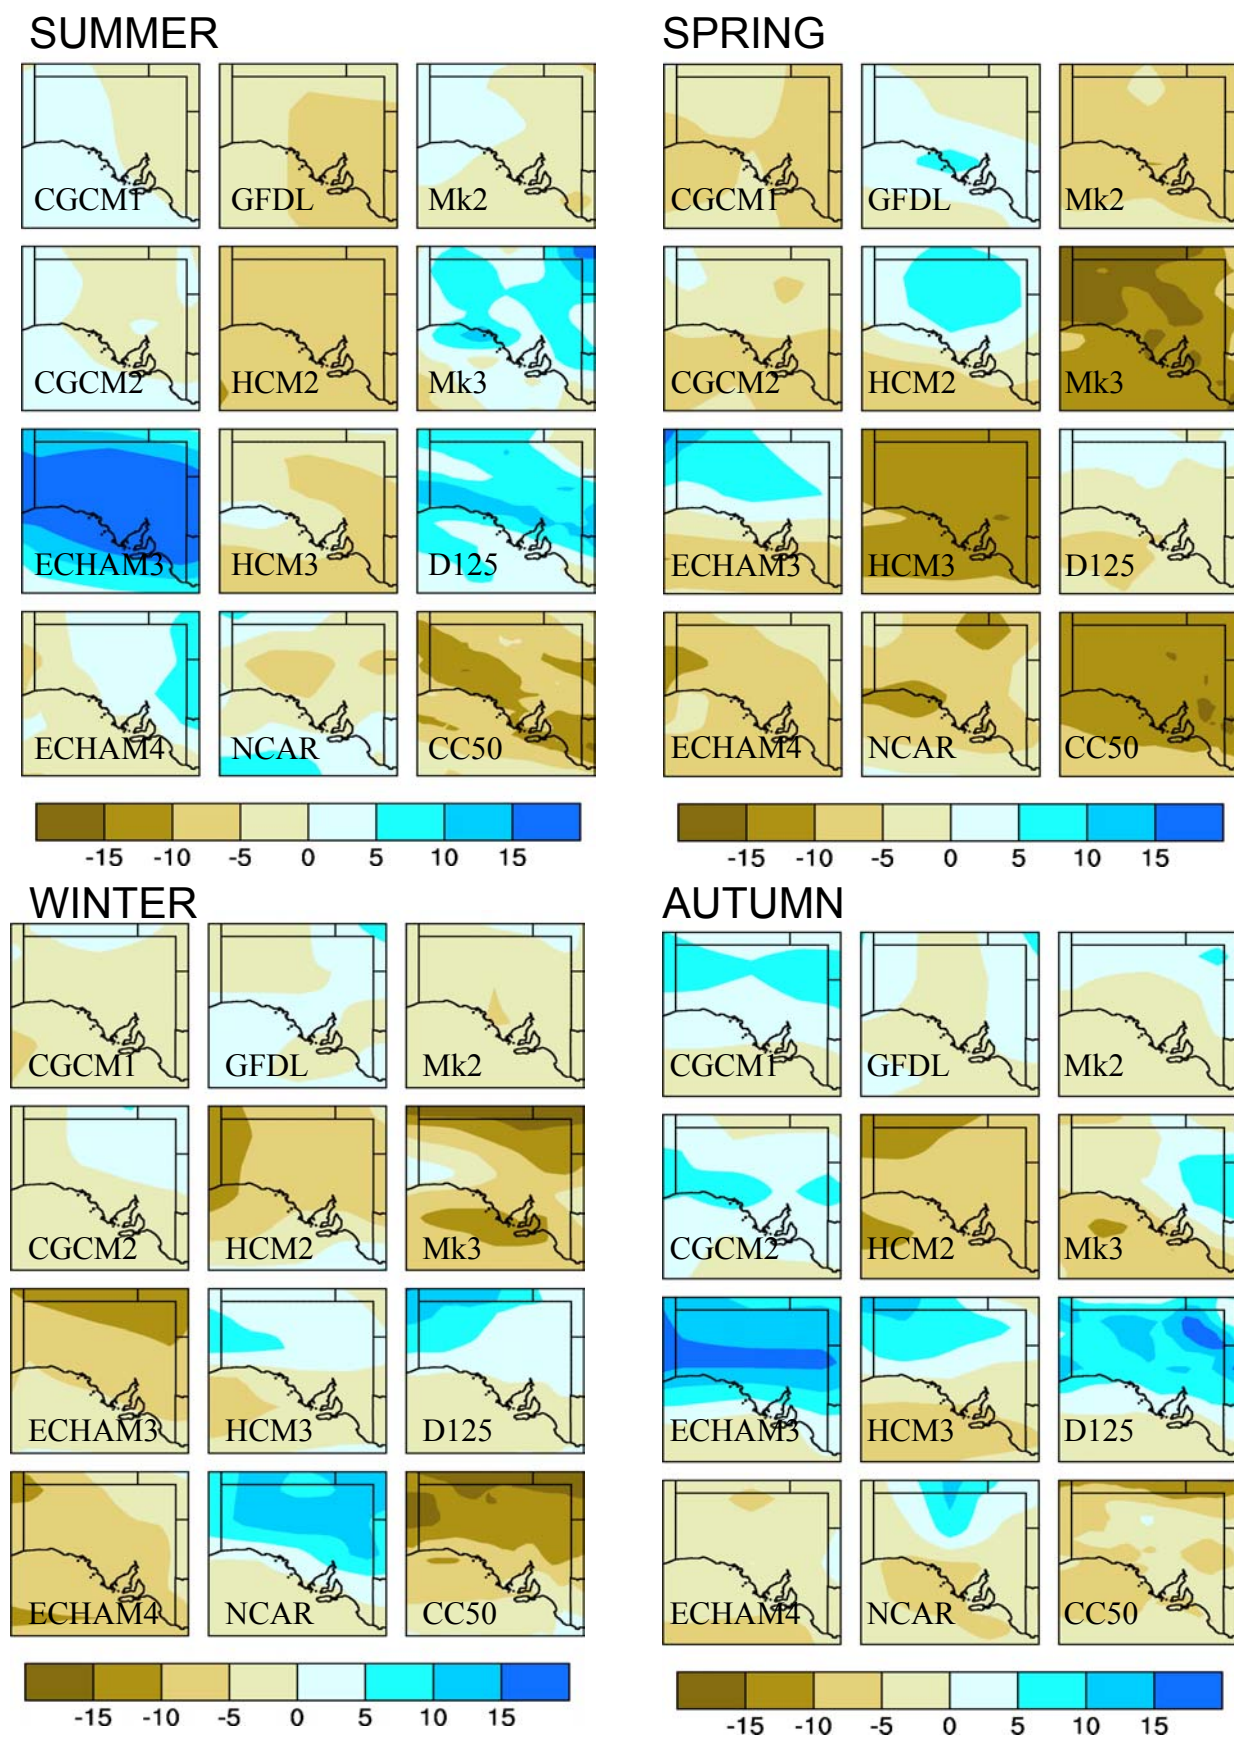 SUMMER
CGCM1 GFDL Mk2
CGCM2 HCM2 Mk3
ECHAM3 HCM3 D125
ECHAM4 NCAR CC50
-15 -10 -5 0 5 10 15
SPRING
CGCM1 GFDL Mk2
CGCM2 HCM2 Mk3
ECHAM3 HCM3 D125
ECHAM4 NCAR CC50
-15 -10 -5 0 5 10 15
WINTER
CGCM1 GFDL Mk2
CGCM2 HCM2 Mk3
ECHAM3 HCM3 D125
ECHAM4 NCAR CC50
-15 -10 -5 0 5 10 15
AUTUMN
CGCM1 GFDL Mk2
CGCM2 HCM2 Mk3
ECHAM3 HCM3 D125
ECHAM4 NCAR CC50
-15 -10 -5 0 5 10 15